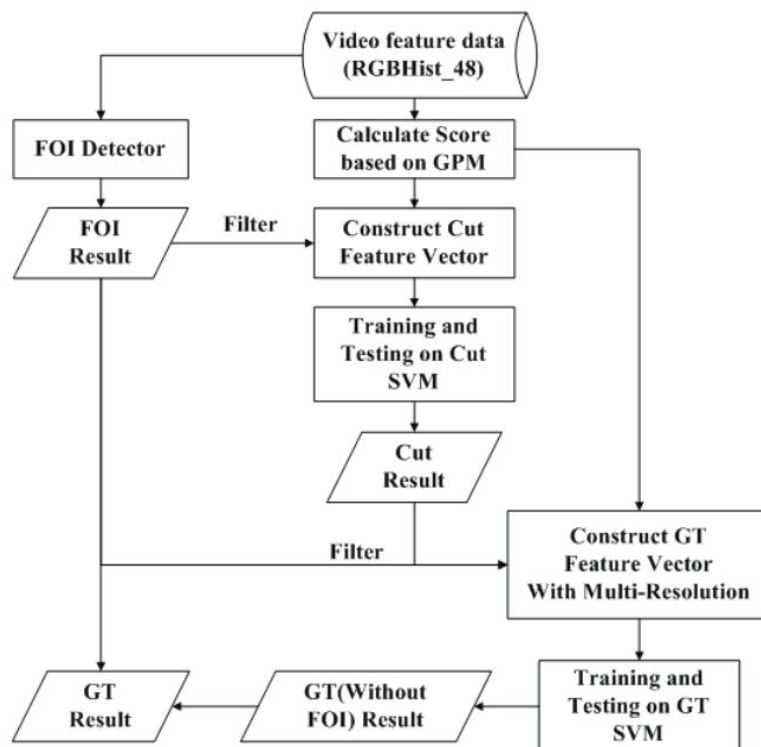 Video feature data
(RGBHist_48)
FOI Detector
Calculate Score
based on GPM
FOI
Result
Filter
Construct Cut
Feature Vector
Training and
Testing on Cut
SVM
Cut
Result
Filter
Construct GT
Feature Vector
With Multi-Resolution
GT
Result
GT(Without
FOI) Result
Training and
Testing on GT
SVM